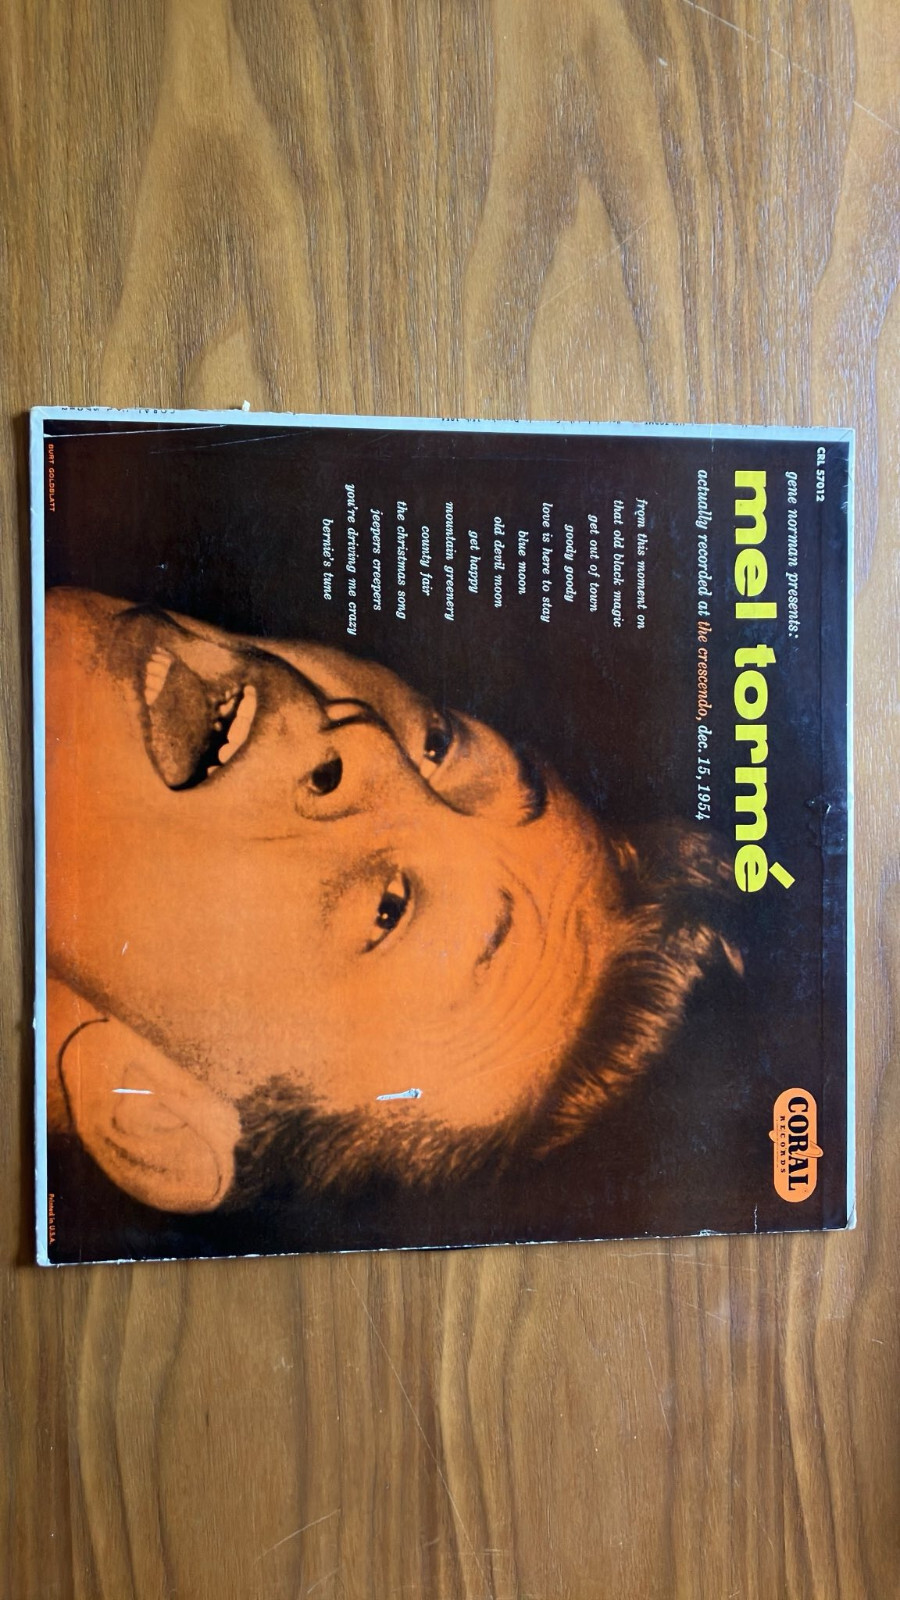 CRL 57012
gene norman presents:
mel tormé
actually recorded at the crescendo, dec. 15, 1954
CORAL
RECORDS
from this moment on
that old black magic
get out of town
goody goody
love is here to stay
blue moon
old devil moon
get happy
mountain greenery
county fair
the christmas song
jeepers creepers
you're driving me crazy
bernie's tune
BURT GOLDBLATT
Printed in U.S.A.